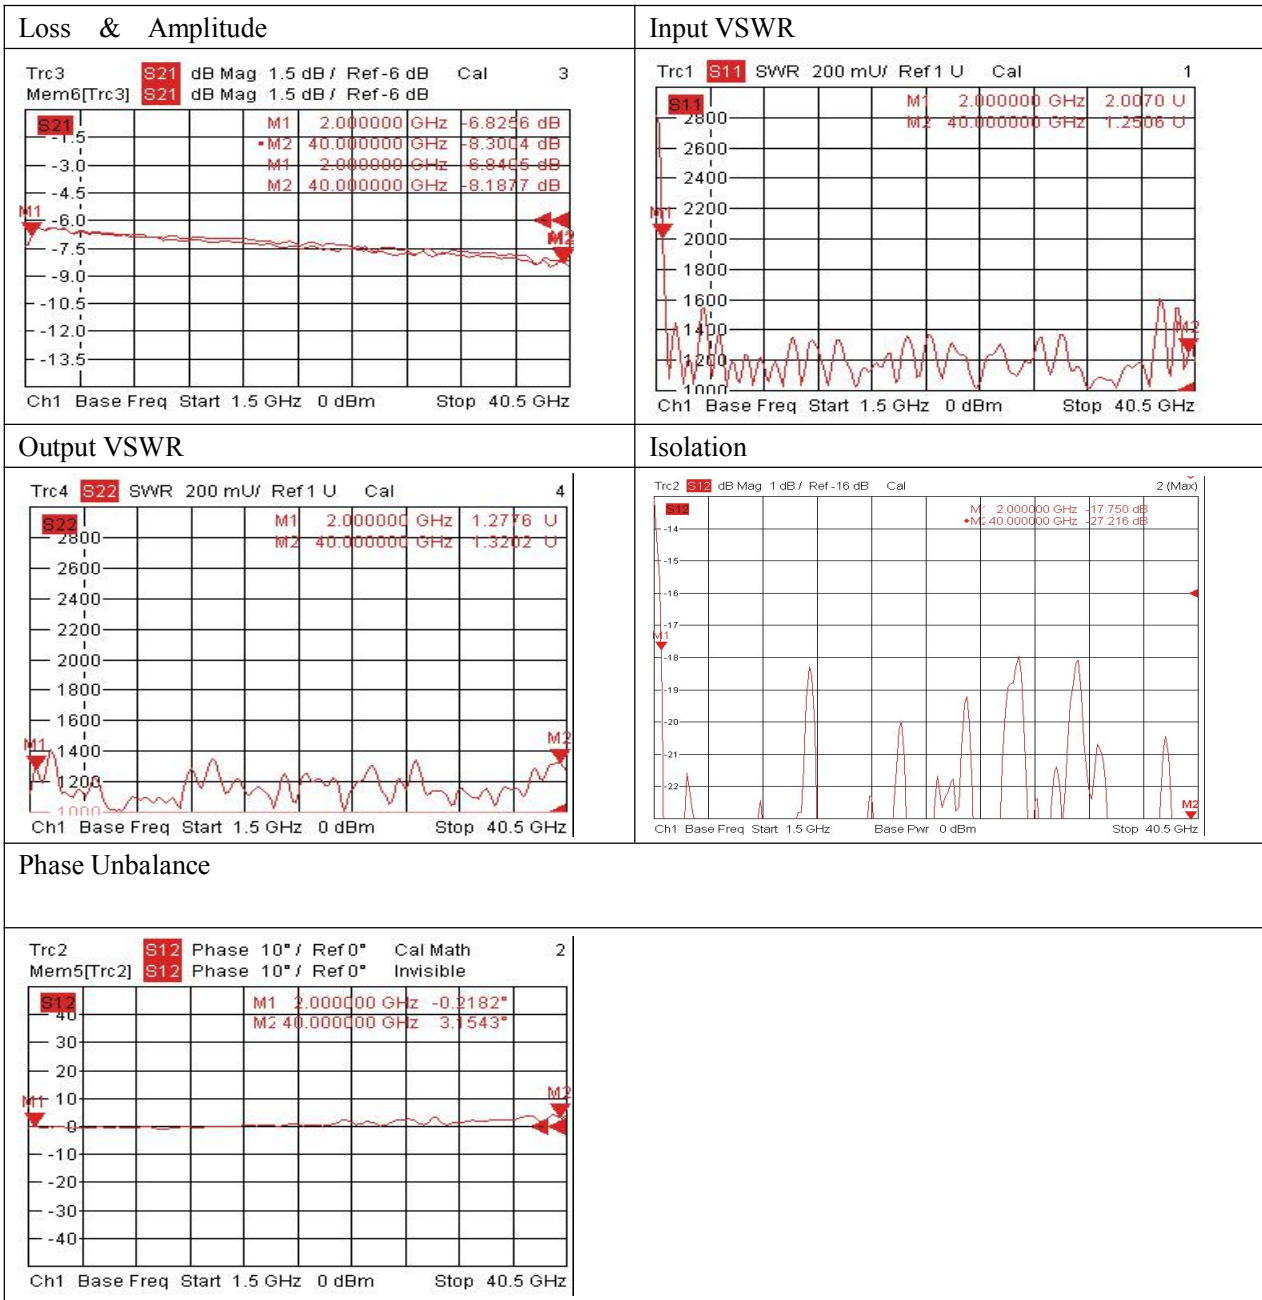 Loss & Amplitude
Trc3 S21 dB Mag 1.5 dB / Ref -6 dB Cal 3
Mem6[Trc3] S21 dB Mag 1.5 dB / Ref -6 dB
S21
M1 2.000000 GHz -6.8256 dB
•M2 40.000000 GHz -8.3004 dB
M1 2.000000 GHz -6.8405 dB
M2 40.000000 GHz -8.1877 dB
-1.5
-3.0
-4.5
M1
-6.0
M2
-7.5
-9.0
-10.5
-12.0
-13.5
Ch1 Base Freq Start 1.5 GHz 0 dBm Stop 40.5 GHz
Input VSWR
Trc1 S11 SWR 200 mU/ Ref 1 U Cal 1
S11
M1 2.000000 GHz 2.0070 U
M2 40.000000 GHz 1.2506 U
2800
2600
2400
2200
M1
2000
1800
1600
1400
M2
1200
1000
Ch1 Base Freq Start 1.5 GHz 0 dBm Stop 40.5 GHz
Output VSWR
Trc4 S22 SWR 200 mU/ Ref 1 U Cal 4
S22
M1 2.000000 GHz 1.2776 U
M2 40.000000 GHz 1.3202 U
2800
2600
2400
2200
2000
1800
1600
M1
1400
M2
1200
1000
Ch1 Base Freq Start 1.5 GHz 0 dBm Stop 40.5 GHz
Isolation
Trc2 S12 dB Mag 1 dB / Ref -16 dB Cal 2 (Max)
S12
M1 2.000000 GHz -17.750 dB
•M2 40.000000 GHz -27.216 dB
-14
-15
-16
-17
M1
-18
-19
-20
-21
-22
M2
Ch1 Base Freq Start 1.5 GHz Base Pwr 0 dBm Stop 40.5 GHz
Phase Unbalance
Trc2 S12 Phase 10° / Ref 0° Cal Math 2
Mem5[Trc2] S12 Phase 10° / Ref 0° Invisible
S12
M1 2.000000 GHz -0.2182°
M2 40.000000 GHz 3.1543°
40
30
20
10
M1
M2
0
-10
-20
-30
-40
Ch1 Base Freq Start 1.5 GHz 0 dBm Stop 40.5 GHz